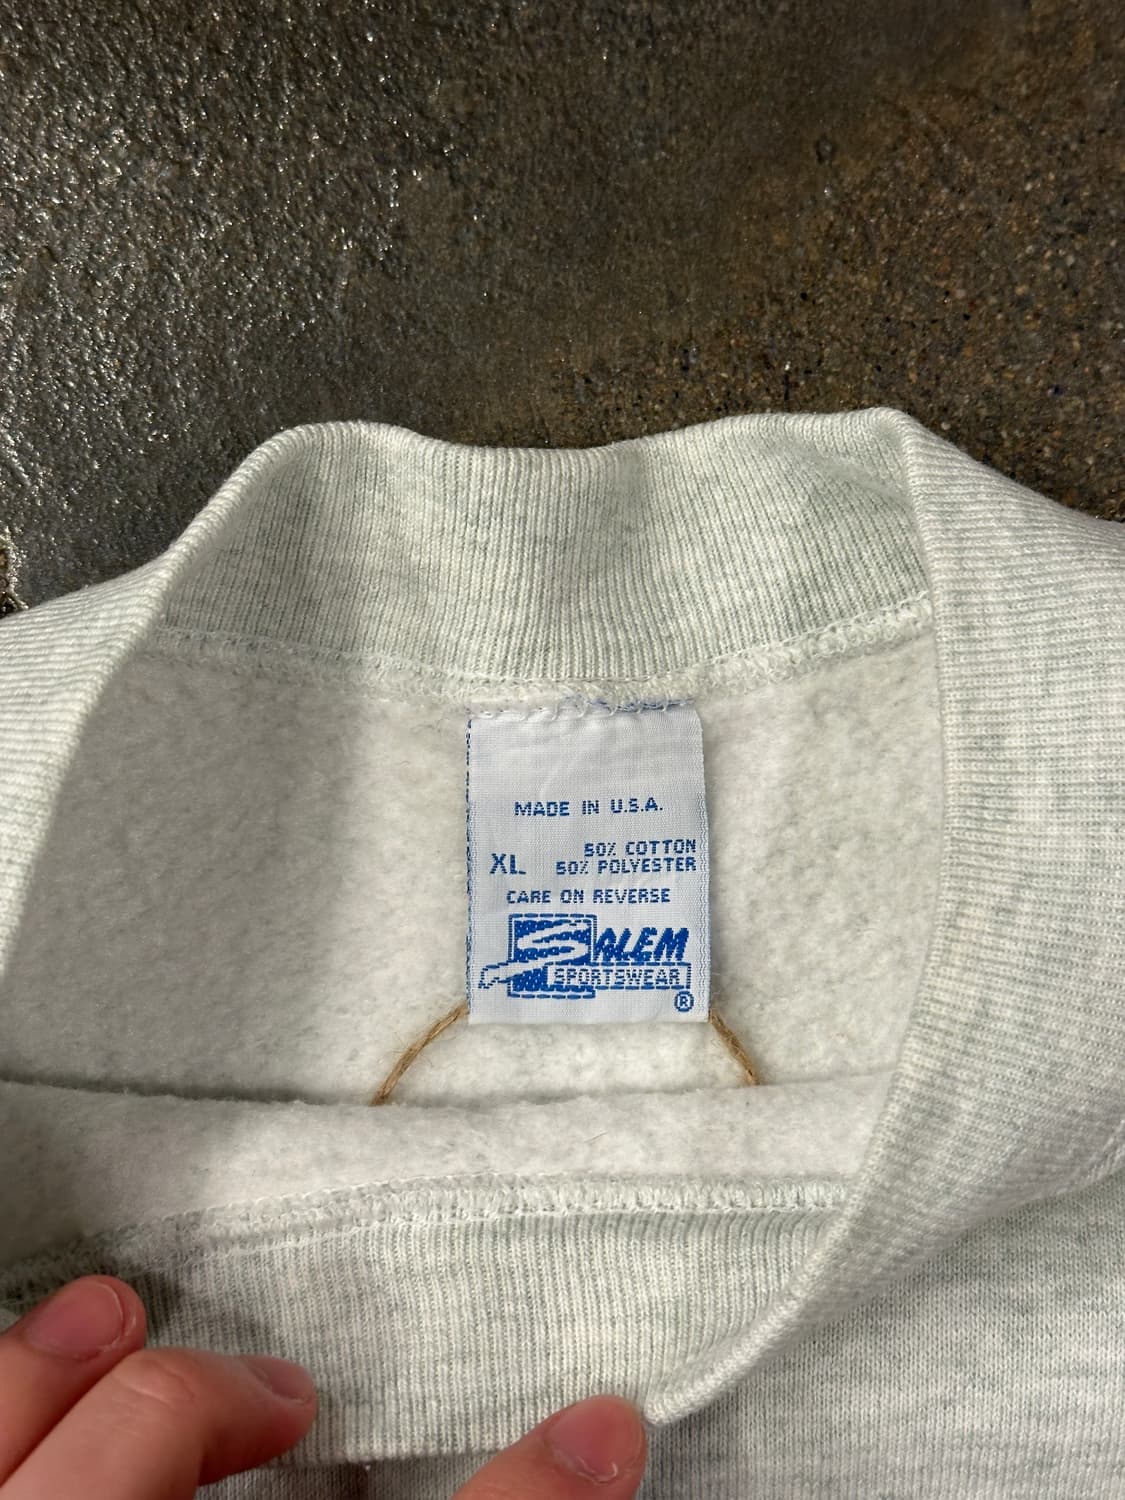 MADE IN U.S.A.
50% COTTON
XL 50% POLYESTER
CARE ON REVERSE
SALEM
SPORTSWEAR
®